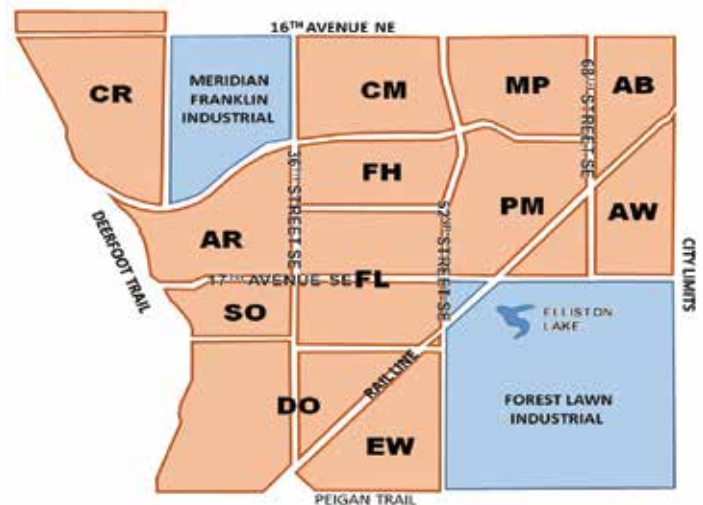 16TH AVENUE NE
CR
MERIDIAN
FRANKLIN
INDUSTRIAL
CM
MP
68TH STREET SE
AB
36TH STREET SE
FH
52ND STREET SE
PM
AW
AR
DEERFOOT TRAIL
CITY LIMITS
17TH AVENUE SE
FL
SO
ELLISTON
LAKE
RAIL LINE
DO
EW
FOREST LAWN
INDUSTRIAL
PEIGAN TRAIL